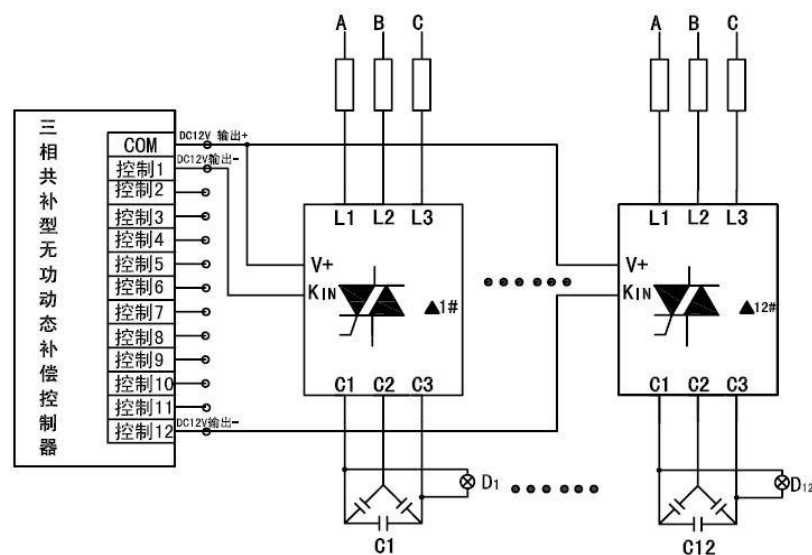 A B C
A B C
三相共补型无功动态补偿控制器
COM
控制1
控制2
控制3
控制4
控制5
控制6
控制7
控制8
控制9
控制10
控制11
控制12
DC12V 输出+
DC12V输出-
DC12V输出-
L1 L2 L3
V+
KIN
▲1#
C1 C2 C3
D1
C1
L1 L2 L3
V+
KIN
▲12#
C1 C2 C3
D12
C12